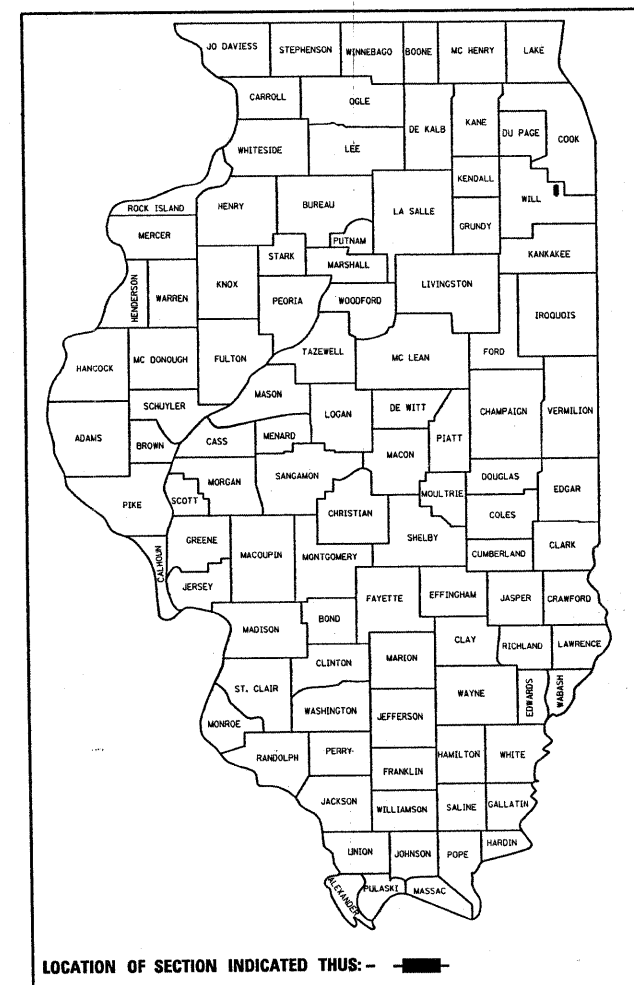 JO DAVIESS STEPHENSON WINNEBAGO BOONE MC HENRY LAKE
CARROLL OGLE DE KALB KANE DU PAGE COOK
WHITESIDE LEE
KENDALL
ROCK ISLAND HENRY BUREAU LA SALLE WILL
MERCER PUTNAM GRUNDY
STARK MARSHALL KANKAKEE
HENDERSON WARREN KNOX PEORIA WOODFORD LIVINGSTON IROQUOIS
HANCOCK MC DONOUGH FULTON TAZEWELL MC LEAN FORD
SCHUYLER MASON LOGAN DE WITT CHAMPAIGN VERMILION
ADAMS BROWN CASS MENARD MACON PIATT
PIKE SCOTT MORGAN SANGAMON CHRISTIAN MOULTRIE DOUGLAS EDGAR
COLES
CALHOUN GREENE MACOUPIN MONTGOMERY SHELBY CUMBERLAND CLARK
JERSEY FAYETTE EFFINGHAM JASPER CRAWFORD
MADISON BOND CLAY RICHLAND LAWRENCE
CLINTON MARION
ST. CLAIR WAYNE EDWARDS WABASH
MONROE WASHINGTON JEFFERSON
RANDOLPH PERRY HAMILTON WHITE
FRANKLIN
JACKSON WILLIAMSON SALINE GALLATIN
UNION JOHNSON POPE HARDIN
ALEXANDER PULASKI MASSAC
LOCATION OF SECTION INDICATED THUS: -